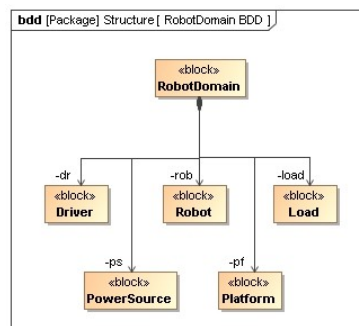 bdd [Package] Structure [ RobotDomain BDD ]
«block»
RobotDomain
-dr
-rob
-load
«block»
Driver
«block»
Robot
«block»
Load
-ps
-pf
«block»
PowerSource
«block»
Platform